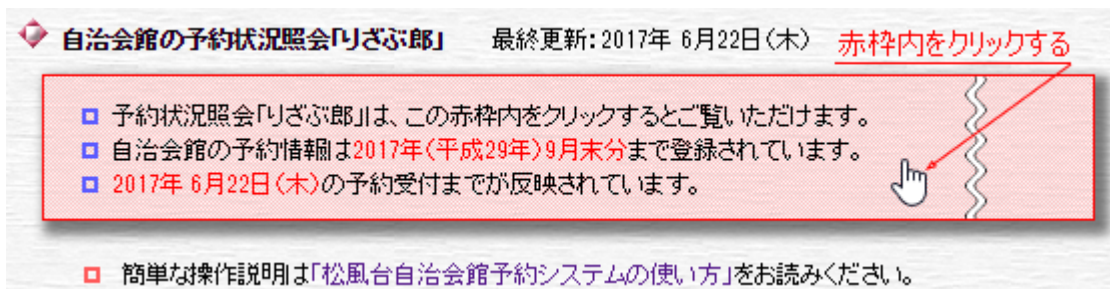 自治会館の予約状況照会「りざぶ郎」 最終更新：2017年 6月22日（木） 赤枠内をクリックする
予約状況照会「りざぶ郎」は、この赤枠内をクリックするとご覧いただけます。
自治会館の予約情報は2017年（平成29年）9月末分まで登録されています。
2017年 6月22日（木）の予約受付までが反映されています。
簡単な操作説明は「松風台自治会館予約システムの使い方」をお読みください。